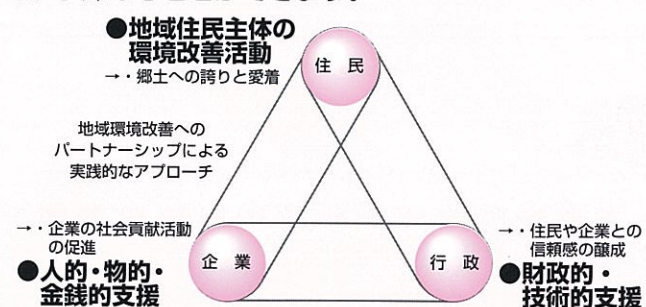 ●地域住民主体の
環境改善活動
→・郷土への誇りと愛着
住 民
地域環境改善への
パートナーシップによる
実践的なアプローチ
→・企業の社会貢献活動
の促進
●人的・物的・
金銭的支援
企 業
行 政
→・住民や企業との
信頼感の醸成
●財政的・
技術的支援